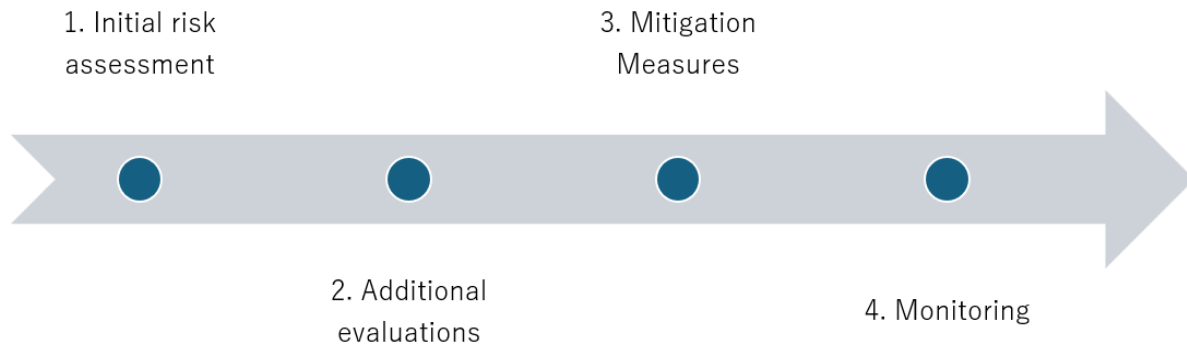 1. Initial risk
assessment
2. Additional
evaluations
3. Mitigation
Measures
4. Monitoring